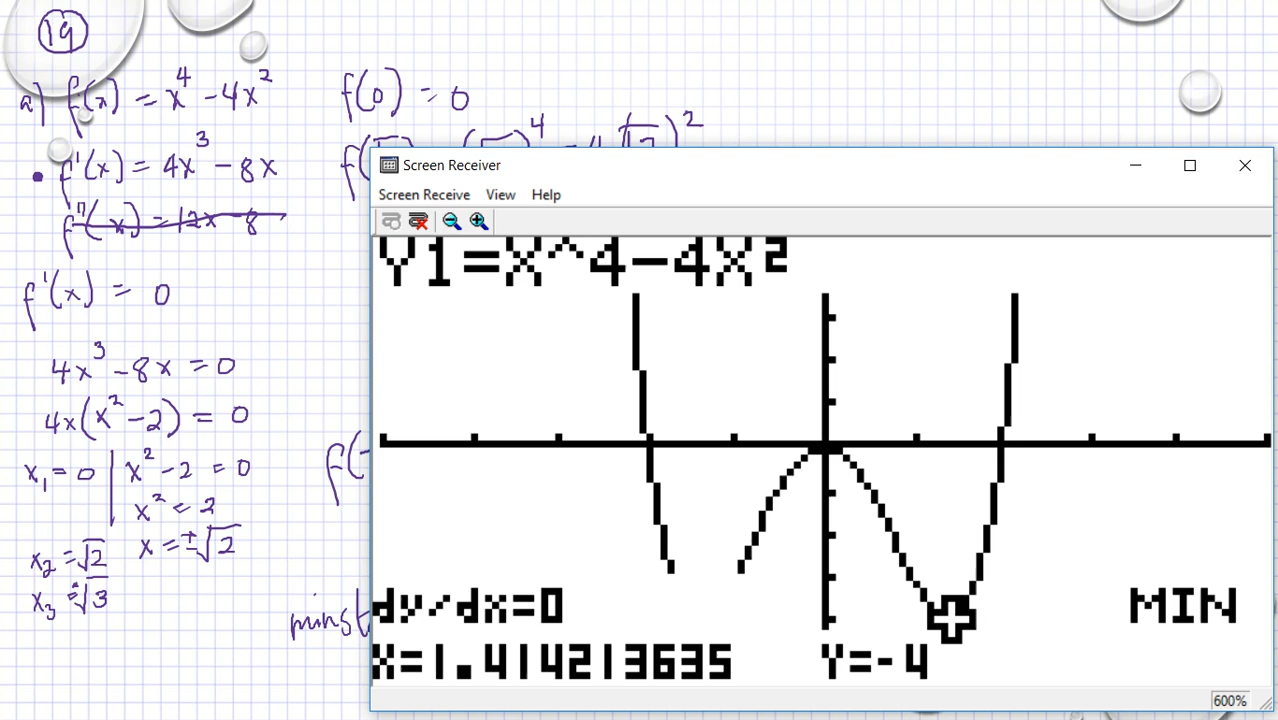 19
a) f(x) = x⁴ - 4x²
f'(x) = 4x³ - 8x
f''(x) = 12x - 8
f'(x) = 0
4x³ - 8x = 0
4x(x² - 2) = 0
x₁ = 0 | x² - 2 = 0
x² = 2
x = ±√2
x₂ = √2
x₃ = -√3
f(0) = 0
minst
Screen Receiver
Screen Receive View Help
Y1=X^4-4X²
dy/dx=0 MIN
X=1.414213635 Y=-4
600%